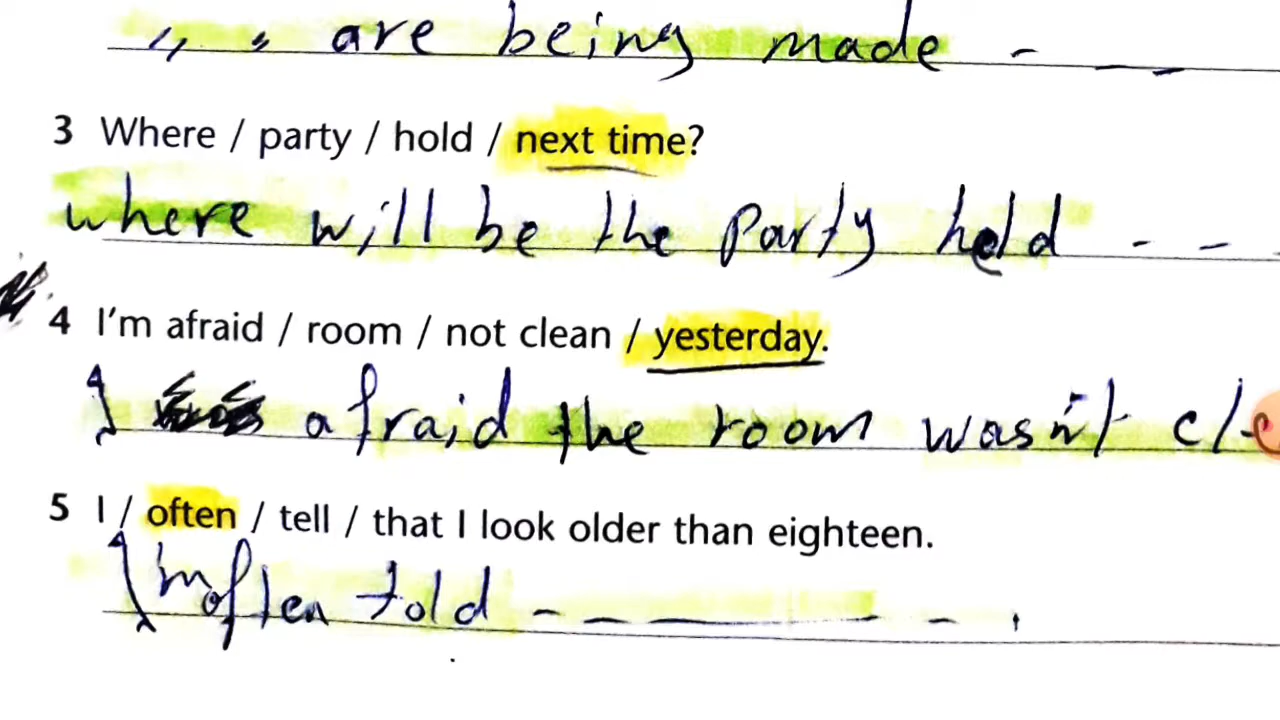 " " are being made - _ _
3 Where / party / hold / next time?
where will be the Party held - -
4 I'm afraid / room / not clean / yesterday.
I afraid the room wasn't cle
5 I / often / tell / that I look older than eighteen.
I'm often told - _ _ - .